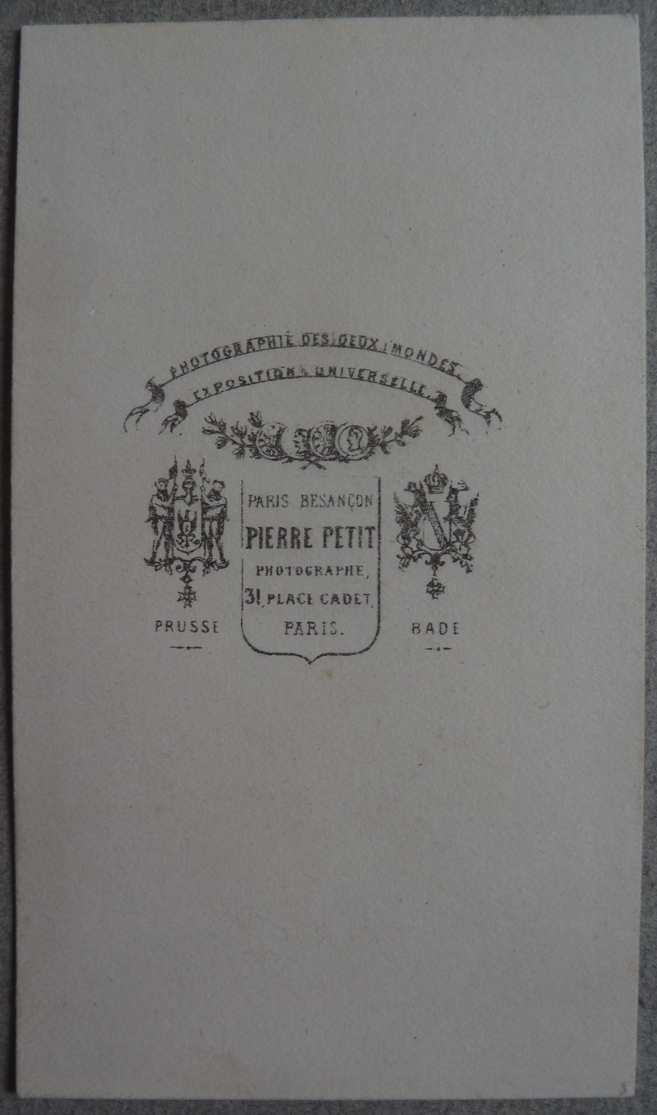 PHOTOGRAPHIE DES DEUX MONDES.
EXPOSITION UNIVERSELLE.
PARIS BESANÇON
PIERRE PETIT
PHOTOGRAPHE,
31, PLACE CADET,
PARIS.
PRUSSE
BADE